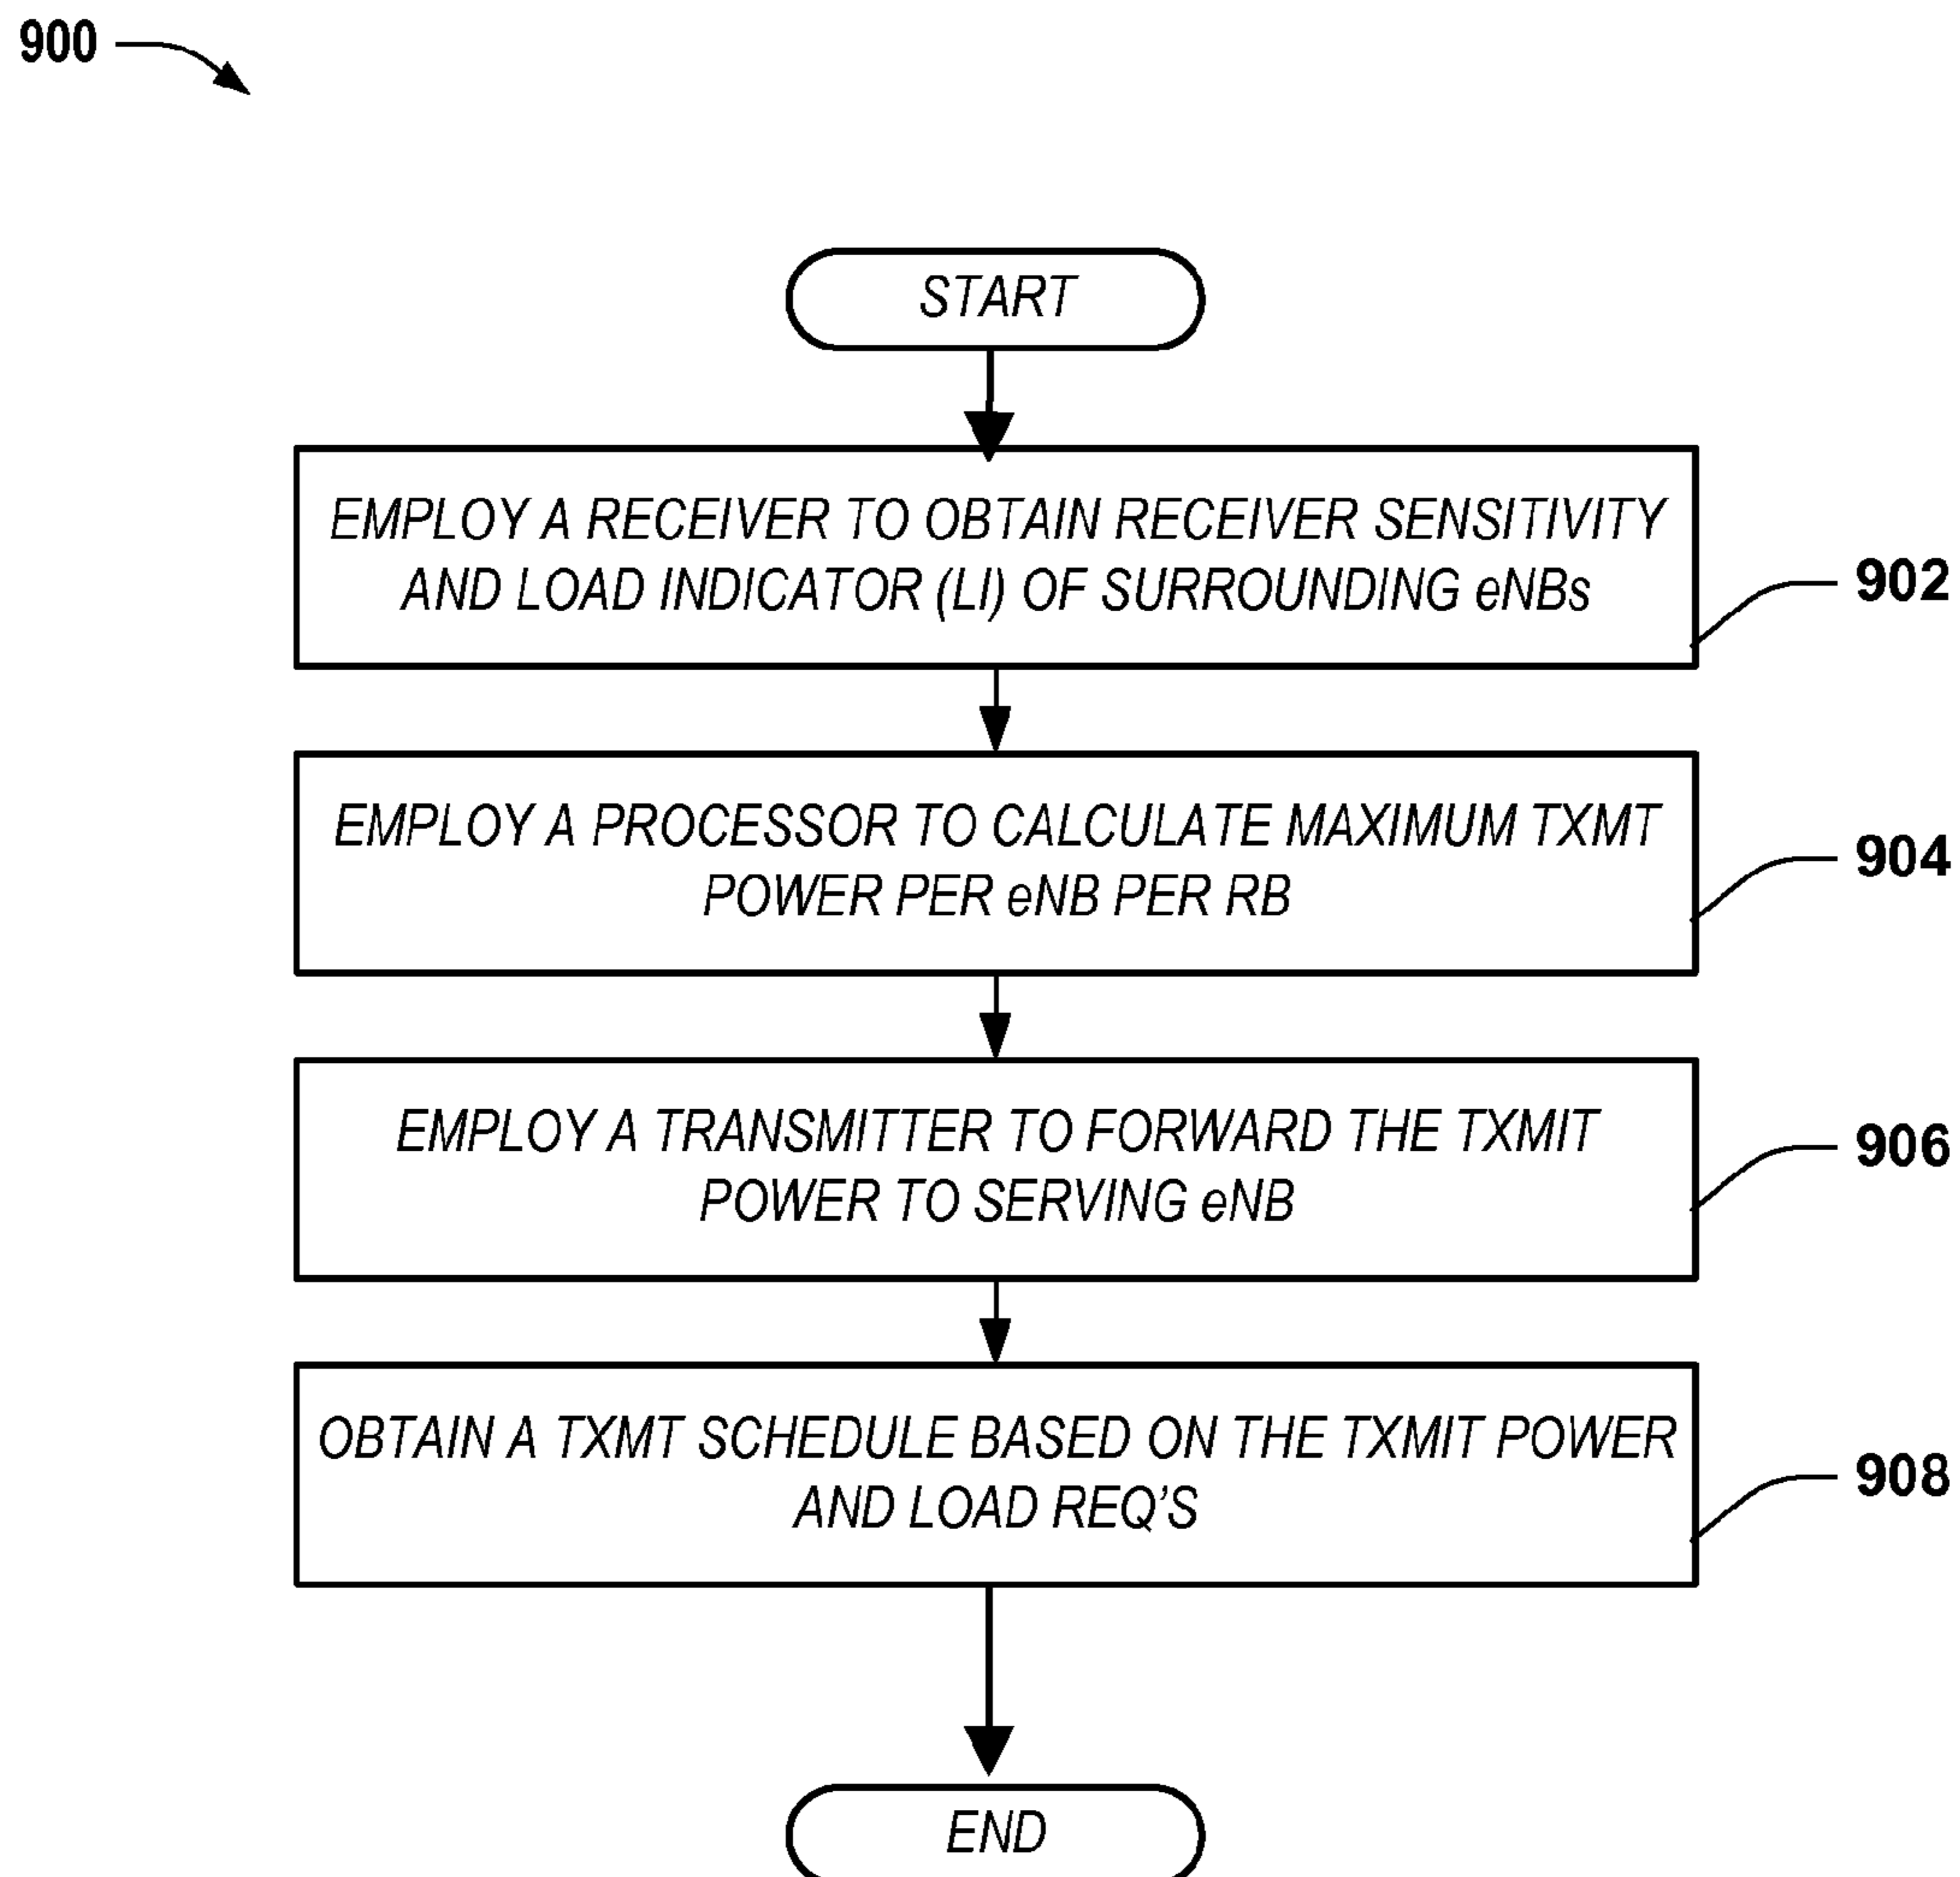 900
START
EMPLOY A RECEIVER TO OBTAIN RECEIVER SENSITIVITY
AND LOAD INDICATOR (LI) OF SURROUNDING eNBs
902
EMPLOY A PROCESSOR TO CALCULATE MAXIMUM TXMT
POWER PER eNB PER RB
904
EMPLOY A TRANSMITTER TO FORWARD THE TXMIT
POWER TO SERVING eNB
906
OBTAIN A TXMT SCHEDULE BASED ON THE TXMIT POWER
AND LOAD REQ'S
908
END